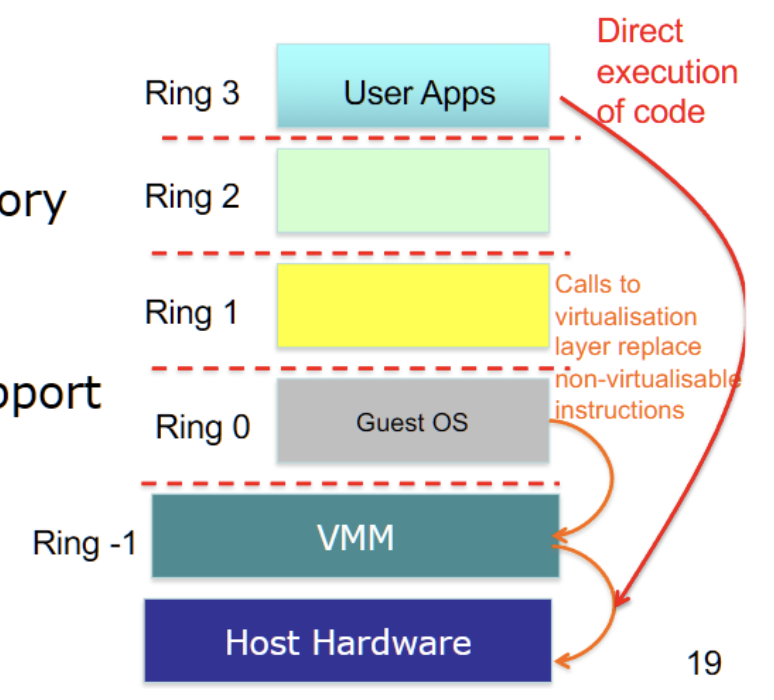 Direct
execution
of code
Ring 3
User Apps
ory
Ring 2
Ring 1
Calls to
virtualisation
layer replace
non-virtualisable
instructions
pport
Ring 0
Guest OS
Ring -1
VMM
Host Hardware
19